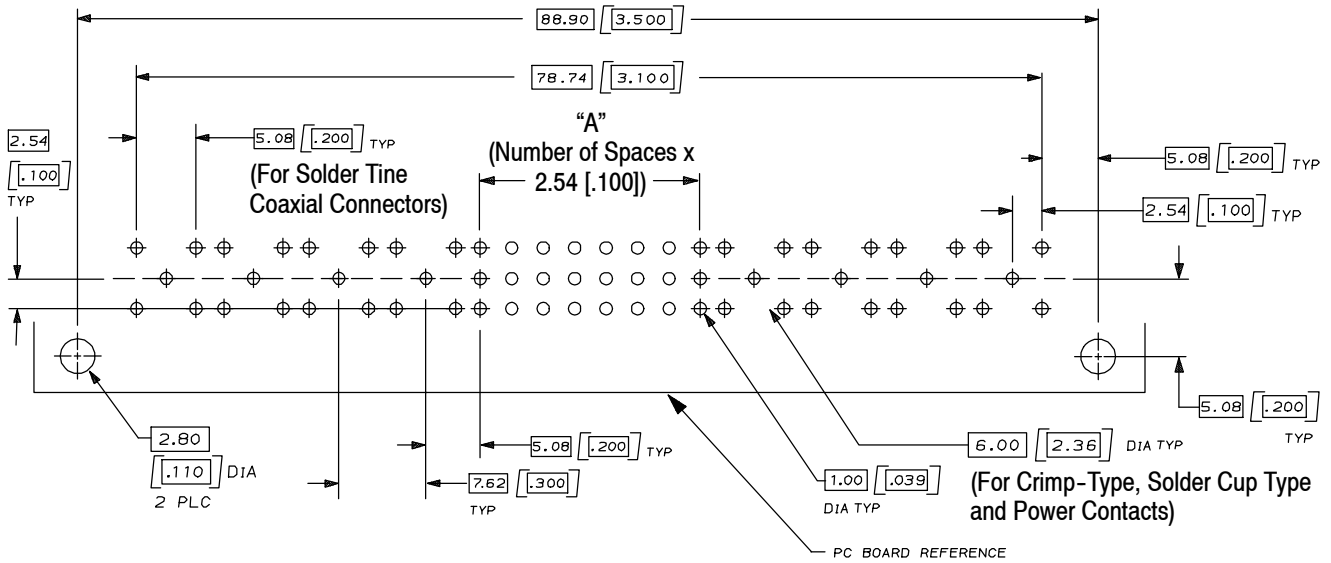 88.90 [3.500]
78.74 [3.100]
2.54
[.100]
TYP
5.08 [.200] TYP
(For Solder Tine
Coaxial Connectors)
“A”
(Number of Spaces x
2.54 [.100])
5.08 [.200] TYP
2.54 [.100] TYP
5.08 [.200]
TYP
2.80
[.110] DIA
2 PLC
5.08 [.200] TYP
7.62 [.300]
TYP
6.00 [2.36] DIA TYP
(For Crimp-Type, Solder Cup Type
and Power Contacts)
1.00 [.039]
DIA TYP
PC BOARD REFERENCE